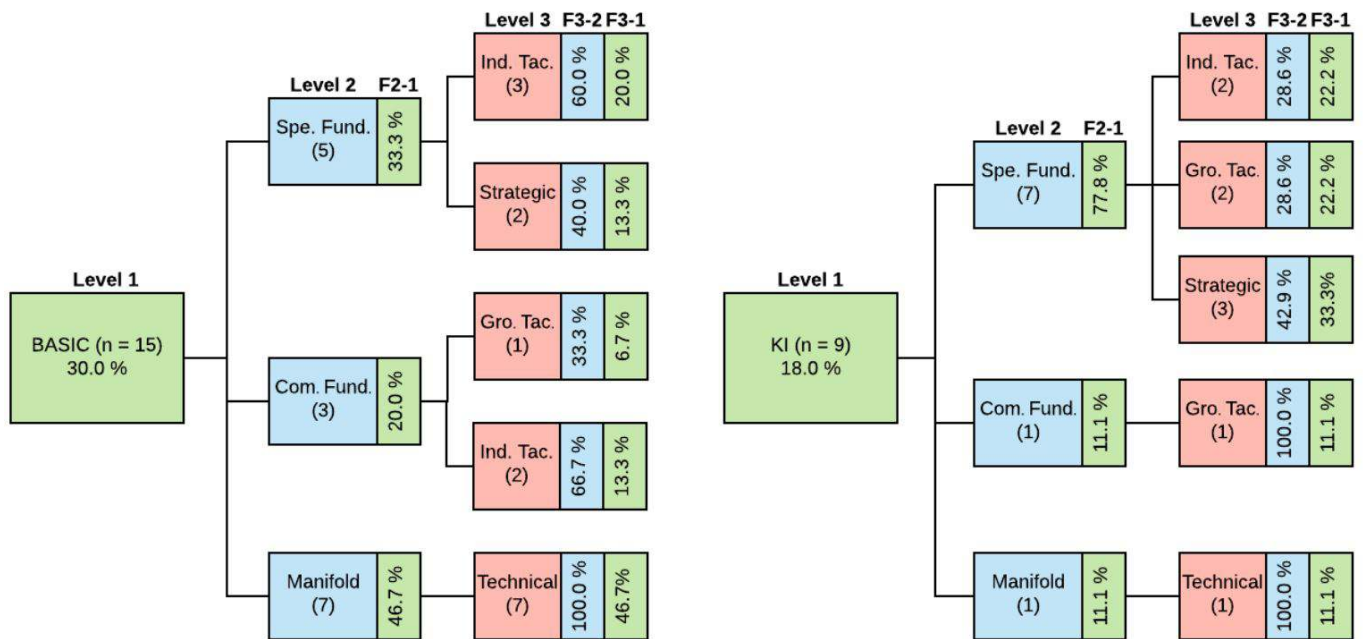 Level 3 F3-2 F3-1
Ind. Tac.
(3)
60.0 %
20.0 %
Level 2 F2-1
Spe. Fund.
(5)
33.3 %
Strategic
(2)
40.0 %
13.3 %
Level 1
BASIC (n = 15)
30.0 %
Gro. Tac.
(1)
33.3 %
6.7 %
Com. Fund.
(3)
20.0 %
Ind. Tac.
(2)
66.7 %
13.3 %
Manifold
(7)
46.7 %
Technical
(7)
100.0 %
46.7%
Level 3 F3-2 F3-1
Ind. Tac.
(2)
28.6 %
22.2 %
Level 2 F2-1
Spe. Fund.
(7)
77.8 %
Gro. Tac.
(2)
28.6 %
22.2 %
Strategic
(3)
42.9 %
33.3%
Level 1
KI (n = 9)
18.0 %
Com. Fund.
(1)
11.1 %
Gro. Tac.
(1)
100.0 %
11.1 %
Manifold
(1)
11.1 %
Technical
(1)
100.0 %
11.1 %